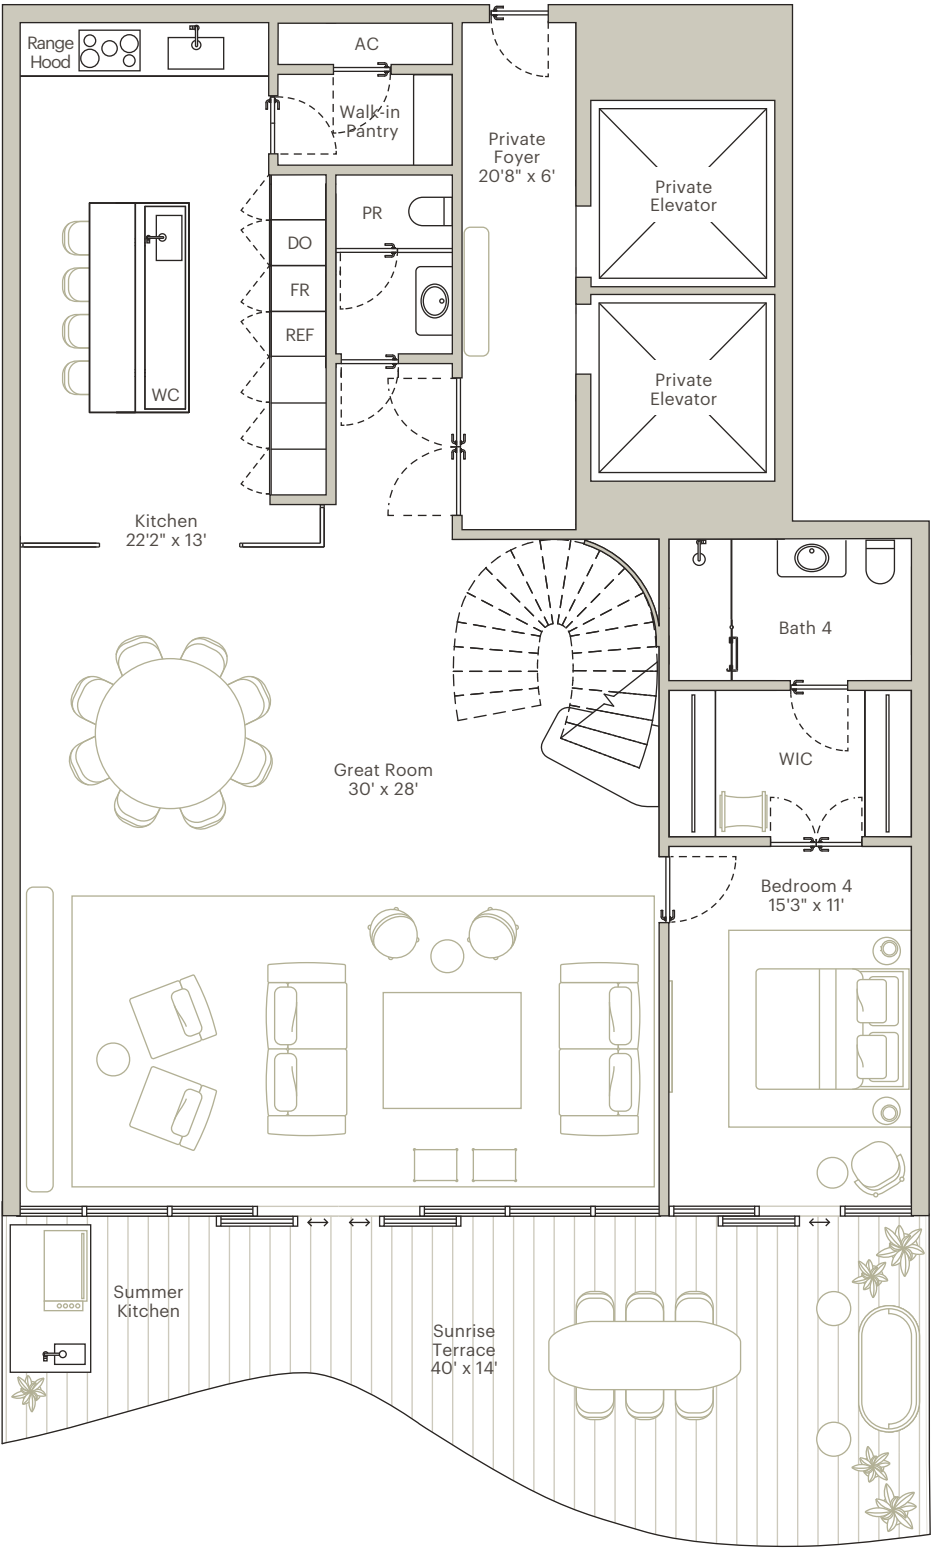 Range
Hood
AC
Walk-in
Pantry
Private
Foyer
20'8" x 6'
Private
Elevator
PR
DO
FR
REF
Private
Elevator
WC
Kitchen
22'2" x 13'
Bath 4
WIC
Great Room
30' x 28'
Bedroom 4
15'3" x 11'
Summer
Kitchen
Sunrise
Terrace
40' x 14'